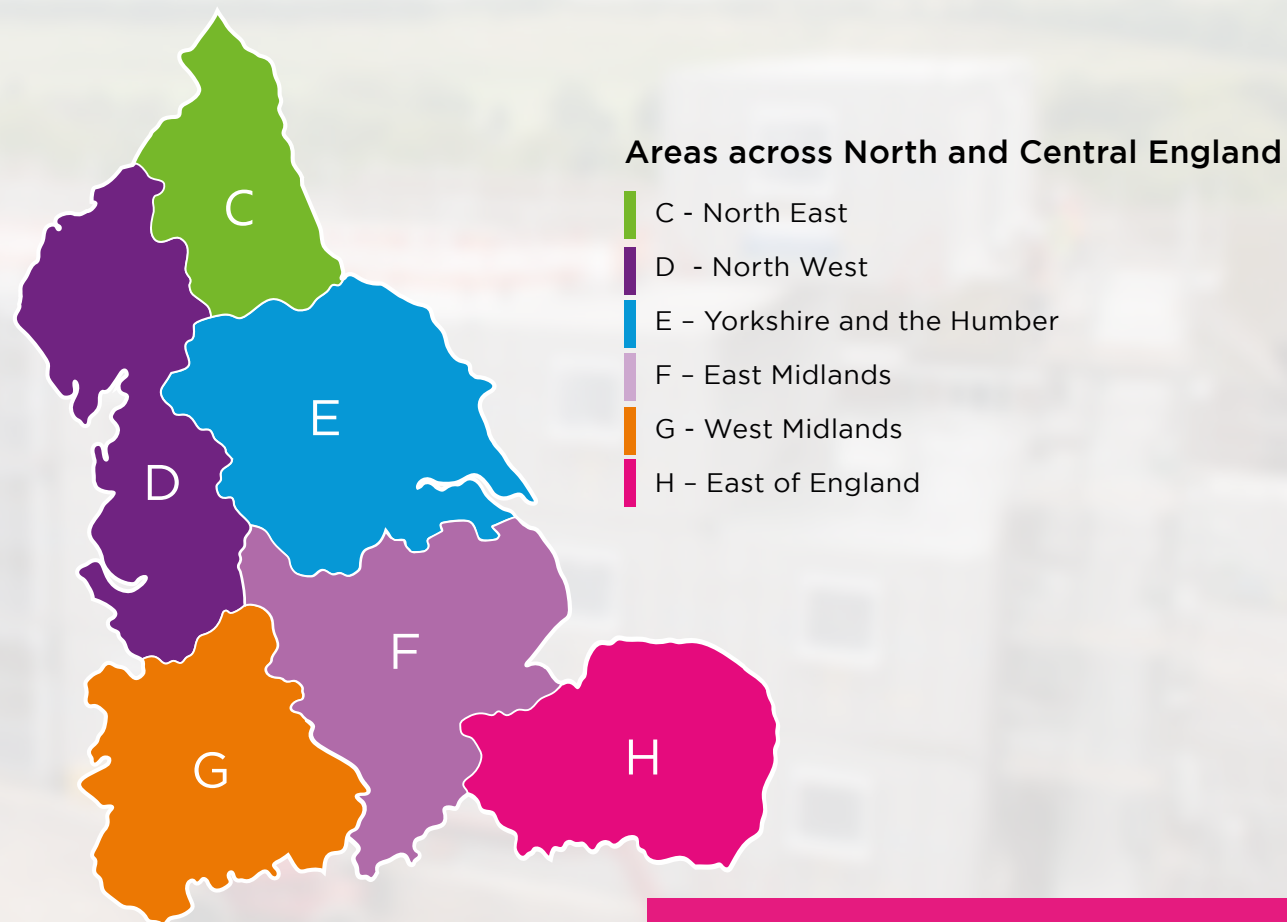 Areas across North and Central England
C - North East
D - North West
E – Yorkshire and the Humber
F – East Midlands
G - West Midlands
H – East of England
C
E
D
F
G
H